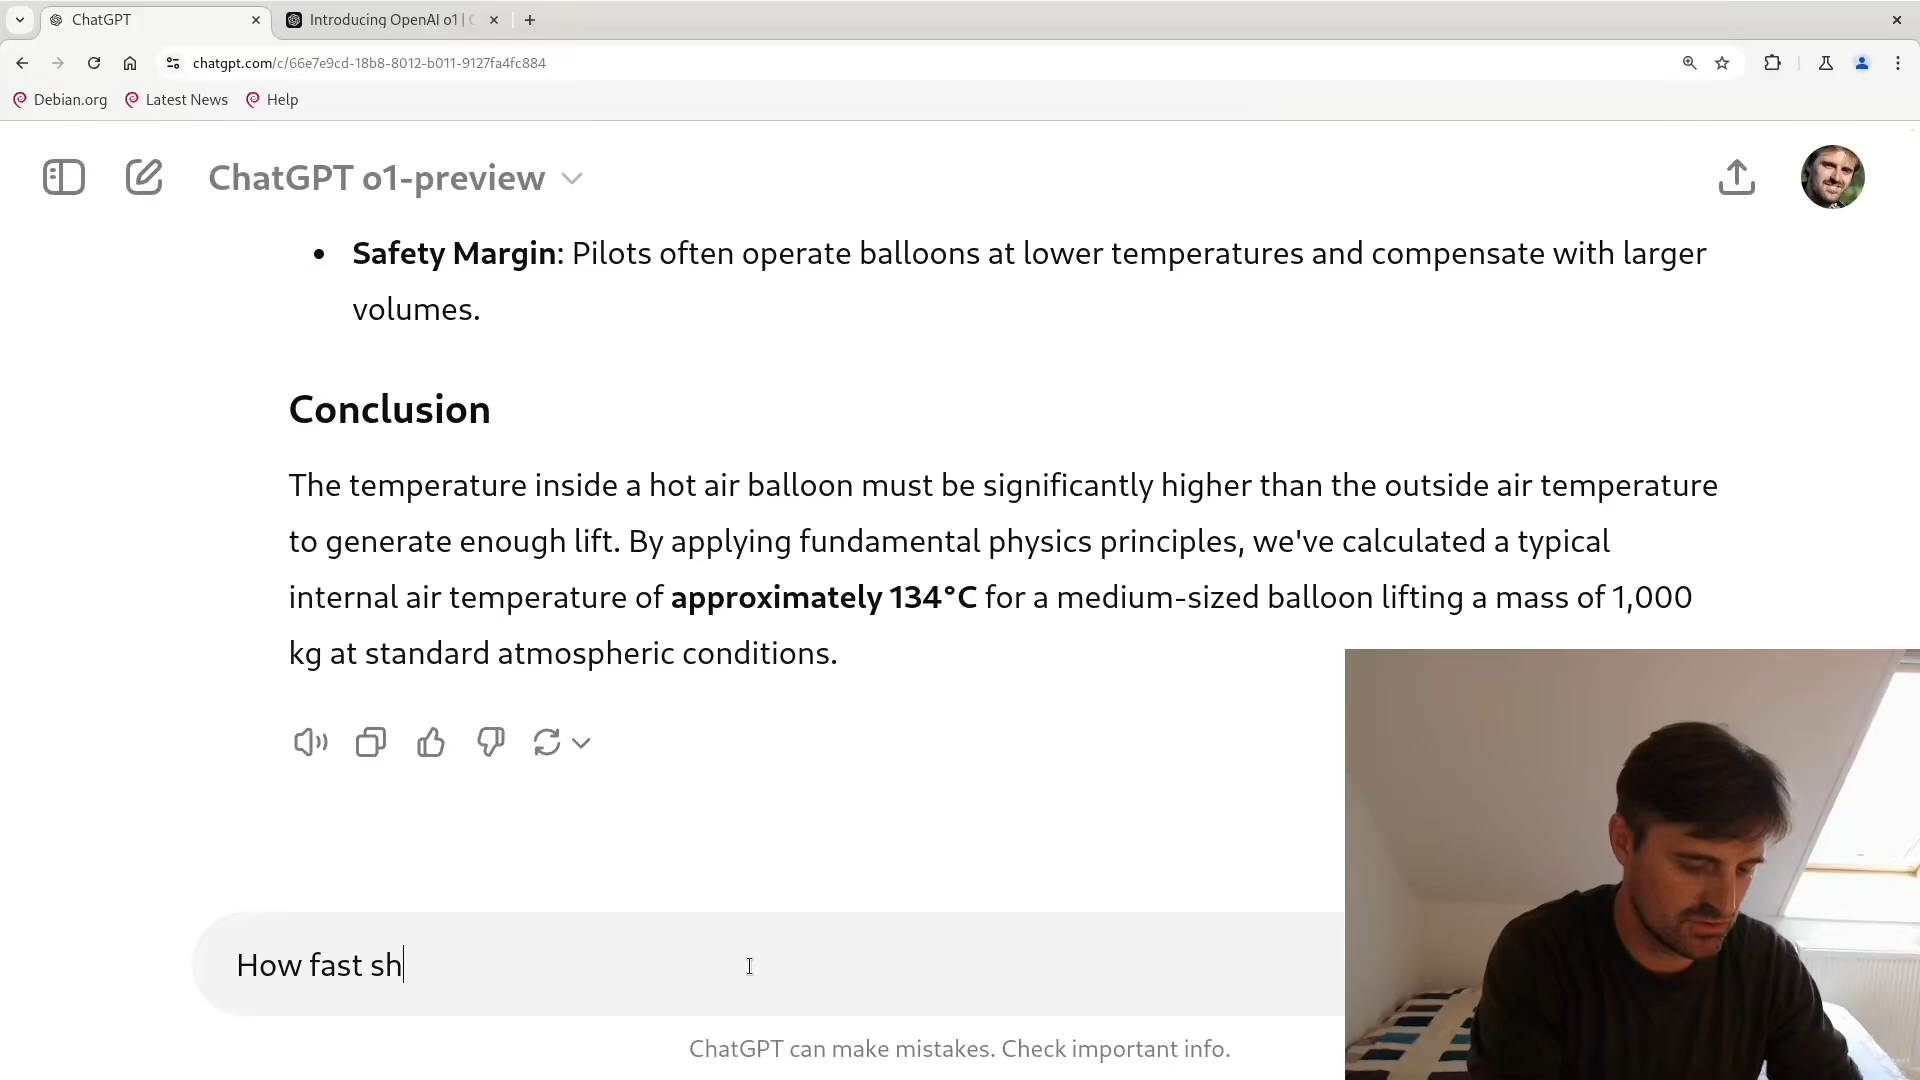 ChatGPT
Introducing OpenAI o1 |
chatgpt.com/c/66e7e9cd-18b8-8012-b011-9127fa4fc884
Debian.org
Latest News
Help
ChatGPT o1-preview
• Safety Margin: Pilots often operate balloons at lower temperatures and compensate with larger
volumes.
Conclusion
The temperature inside a hot air balloon must be significantly higher than the outside air temperature
to generate enough lift. By applying fundamental physics principles, we've calculated a typical
internal air temperature of approximately 134°C for a medium-sized balloon lifting a mass of 1,000
kg at standard atmospheric conditions.
How fast sh
ChatGPT can make mistakes. Check important info.